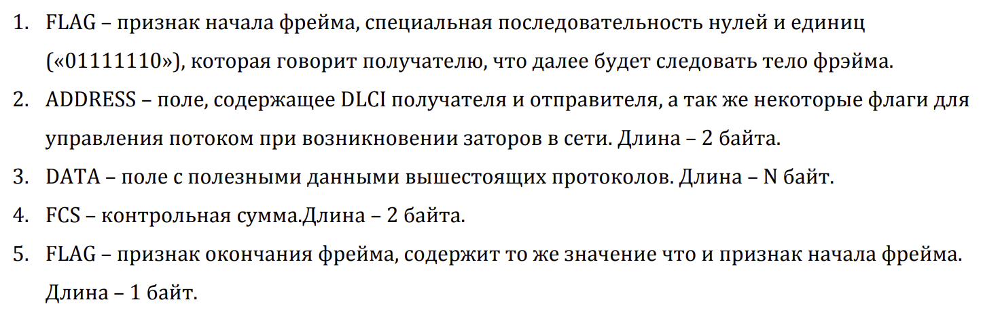 1. FLAG – признак начала фрейма, специальная последовательность нулей и единиц
(«01111110»), которая говорит получателю, что далее будет следовать тело фрэйма.
2. ADDRESS – поле, содержащее DLCI получателя и отправителя, а так же некоторые флаги для
управления потоком при возникновении заторов в сети. Длина – 2 байта.
3. DATA – поле с полезными данными вышестоящих протоколов. Длина – N байт.
4. FCS – контрольная сумма.Длина – 2 байта.
5. FLAG – признак окончания фрейма, содержит то же значение что и признак начала фрейма.
Длина – 1 байт.